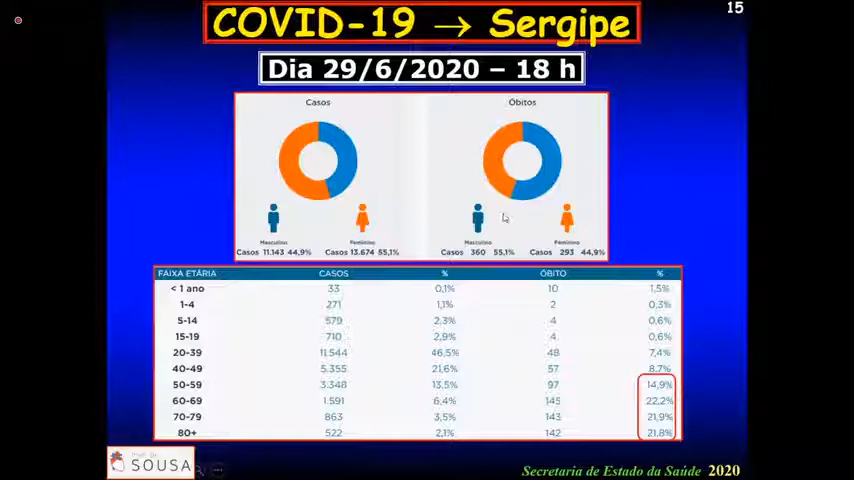 15
COVID-19 → Sergipe
Dia 29/6/2020 – 18 h
Casos
Óbitos
Masculino
Feminino
Masculino
Feminino
Casos 11.143 44,9% Casos 13.674 55,1%
Casos 360 55,1% Casos 293 44,9%
FAIXA ETÁRIA CASOS % ÓBITO %
< 1 ano 33 0,1% 10 1,5%
1-4 271 1,1% 2 0,3%
5-14 579 2,3% 4 0,6%
15-19 710 2,9% 4 0,6%
20-39 11.544 46,5% 48 7,4%
40-49 5.355 21,6% 57 8,7%
50-59 3.348 13,5% 97 14,9%
60-69 1.591 6,4% 145 22,2%
70-79 863 3,5% 143 21,9%
80+ 522 2,1% 142 21,8%
SOUSA
Secretaria de Estado da Saúde 2020